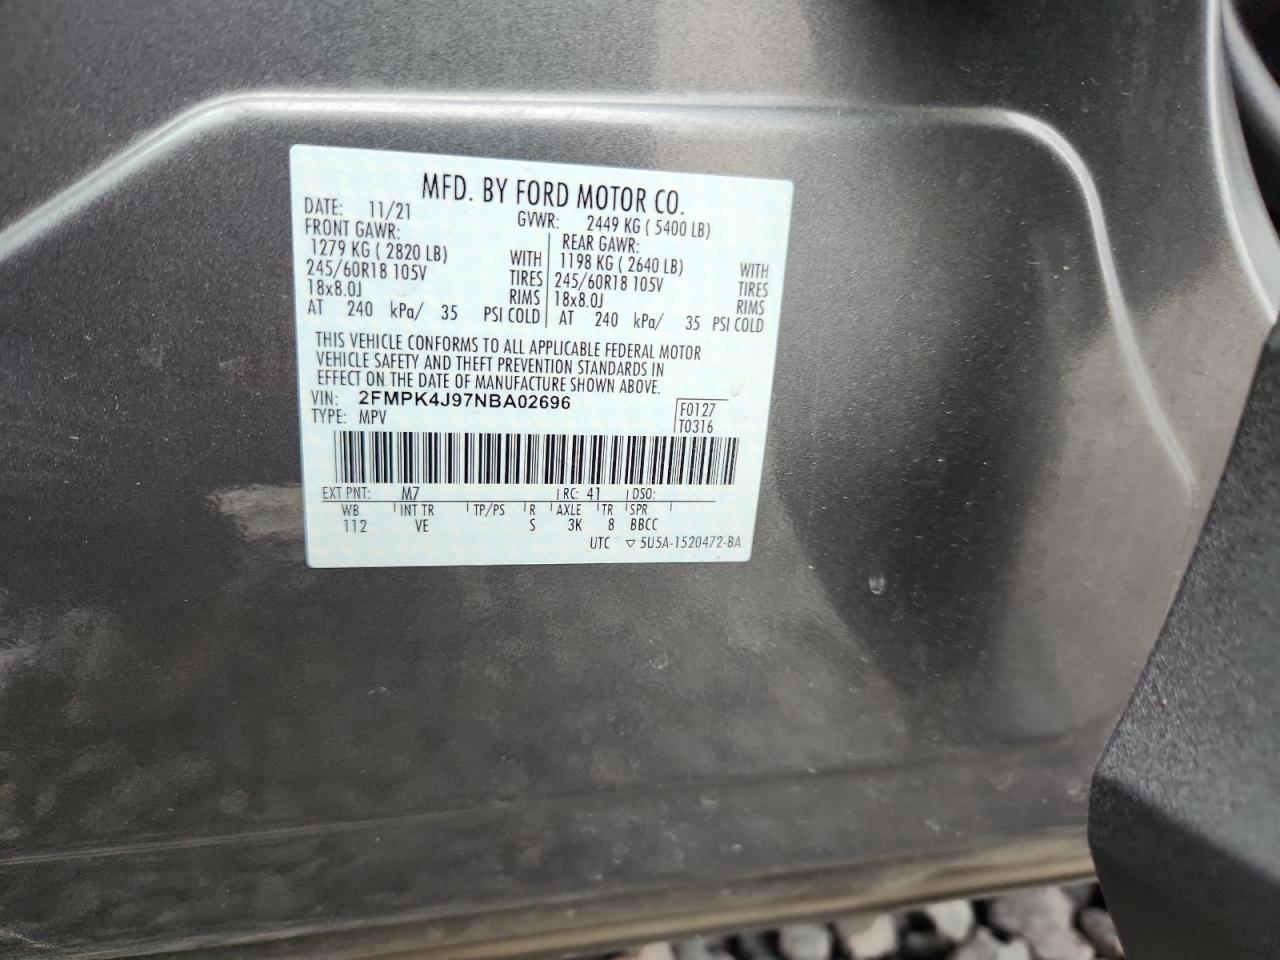 MFD. BY FORD MOTOR CO.
DATE: 11/21 GVWR: 2449 KG ( 5400 LB)
FRONT GAWR: REAR GAWR:
1279 KG ( 2820 LB) WITH 1198 KG ( 2640 LB) WITH
245/60R18 105V TIRES 245/60R18 105V TIRES
18x8.0J RIMS 18x8.0J RIMS
AT 240 kPa/ 35 PSI COLD AT 240 kPa/ 35 PSI COLD
THIS VEHICLE CONFORMS TO ALL APPLICABLE FEDERAL MOTOR
VEHICLE SAFETY AND THEFT PREVENTION STANDARDS IN
EFFECT ON THE DATE OF MANUFACTURE SHOWN ABOVE.
VIN: 2FMPK4J97NBA02696 F0127
TYPE: MPV T0316
EXT PNT: M7 RC: 41 DSO:
WB INT TR TP/PS R AXLE TR SPR
112 VE S 3K 8 BBCC
UTC ▽ 5U5A-1520472-BA